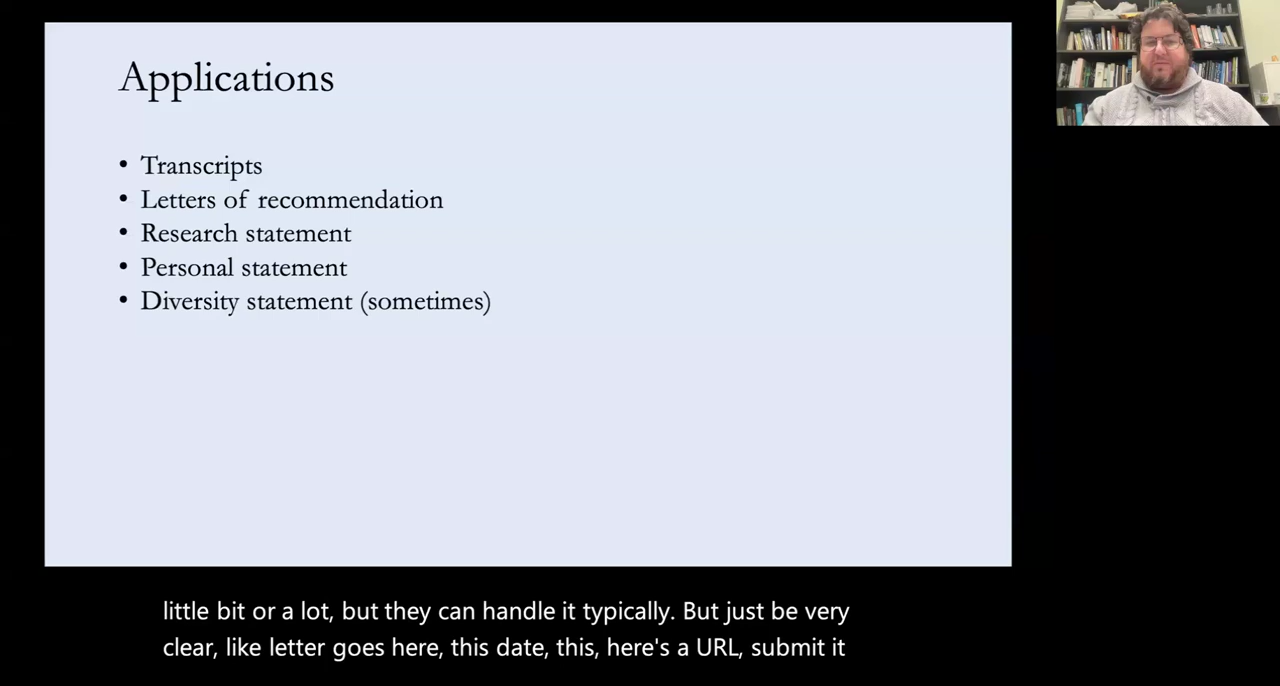 Applications
• Transcripts
• Letters of recommendation
• Research statement
• Personal statement
• Diversity statement (sometimes)
little bit or a lot, but they can handle it typically. But just be very
clear, like letter goes here, this date, this, here's a URL, submit it